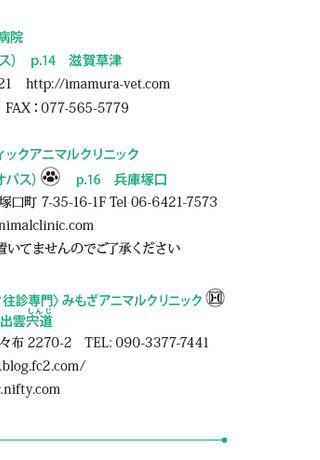 病院
ス） p.14 滋賀草津
21 http://imamura-vet.com
FAX：077-565-5779
ィックアニマルクリニック
オパス） p.16 兵庫塚口
塚口町 7-35-16-1F Tel 06-6421-7573
nimalclinic.com
置いてませんのでご了承ください
往診専門〉みもざアニマルクリニック
しんじ
出雲宍道
々布 2270-2 TEL: 090-3377-7441
.blog.fc2.com/
.nifty.com